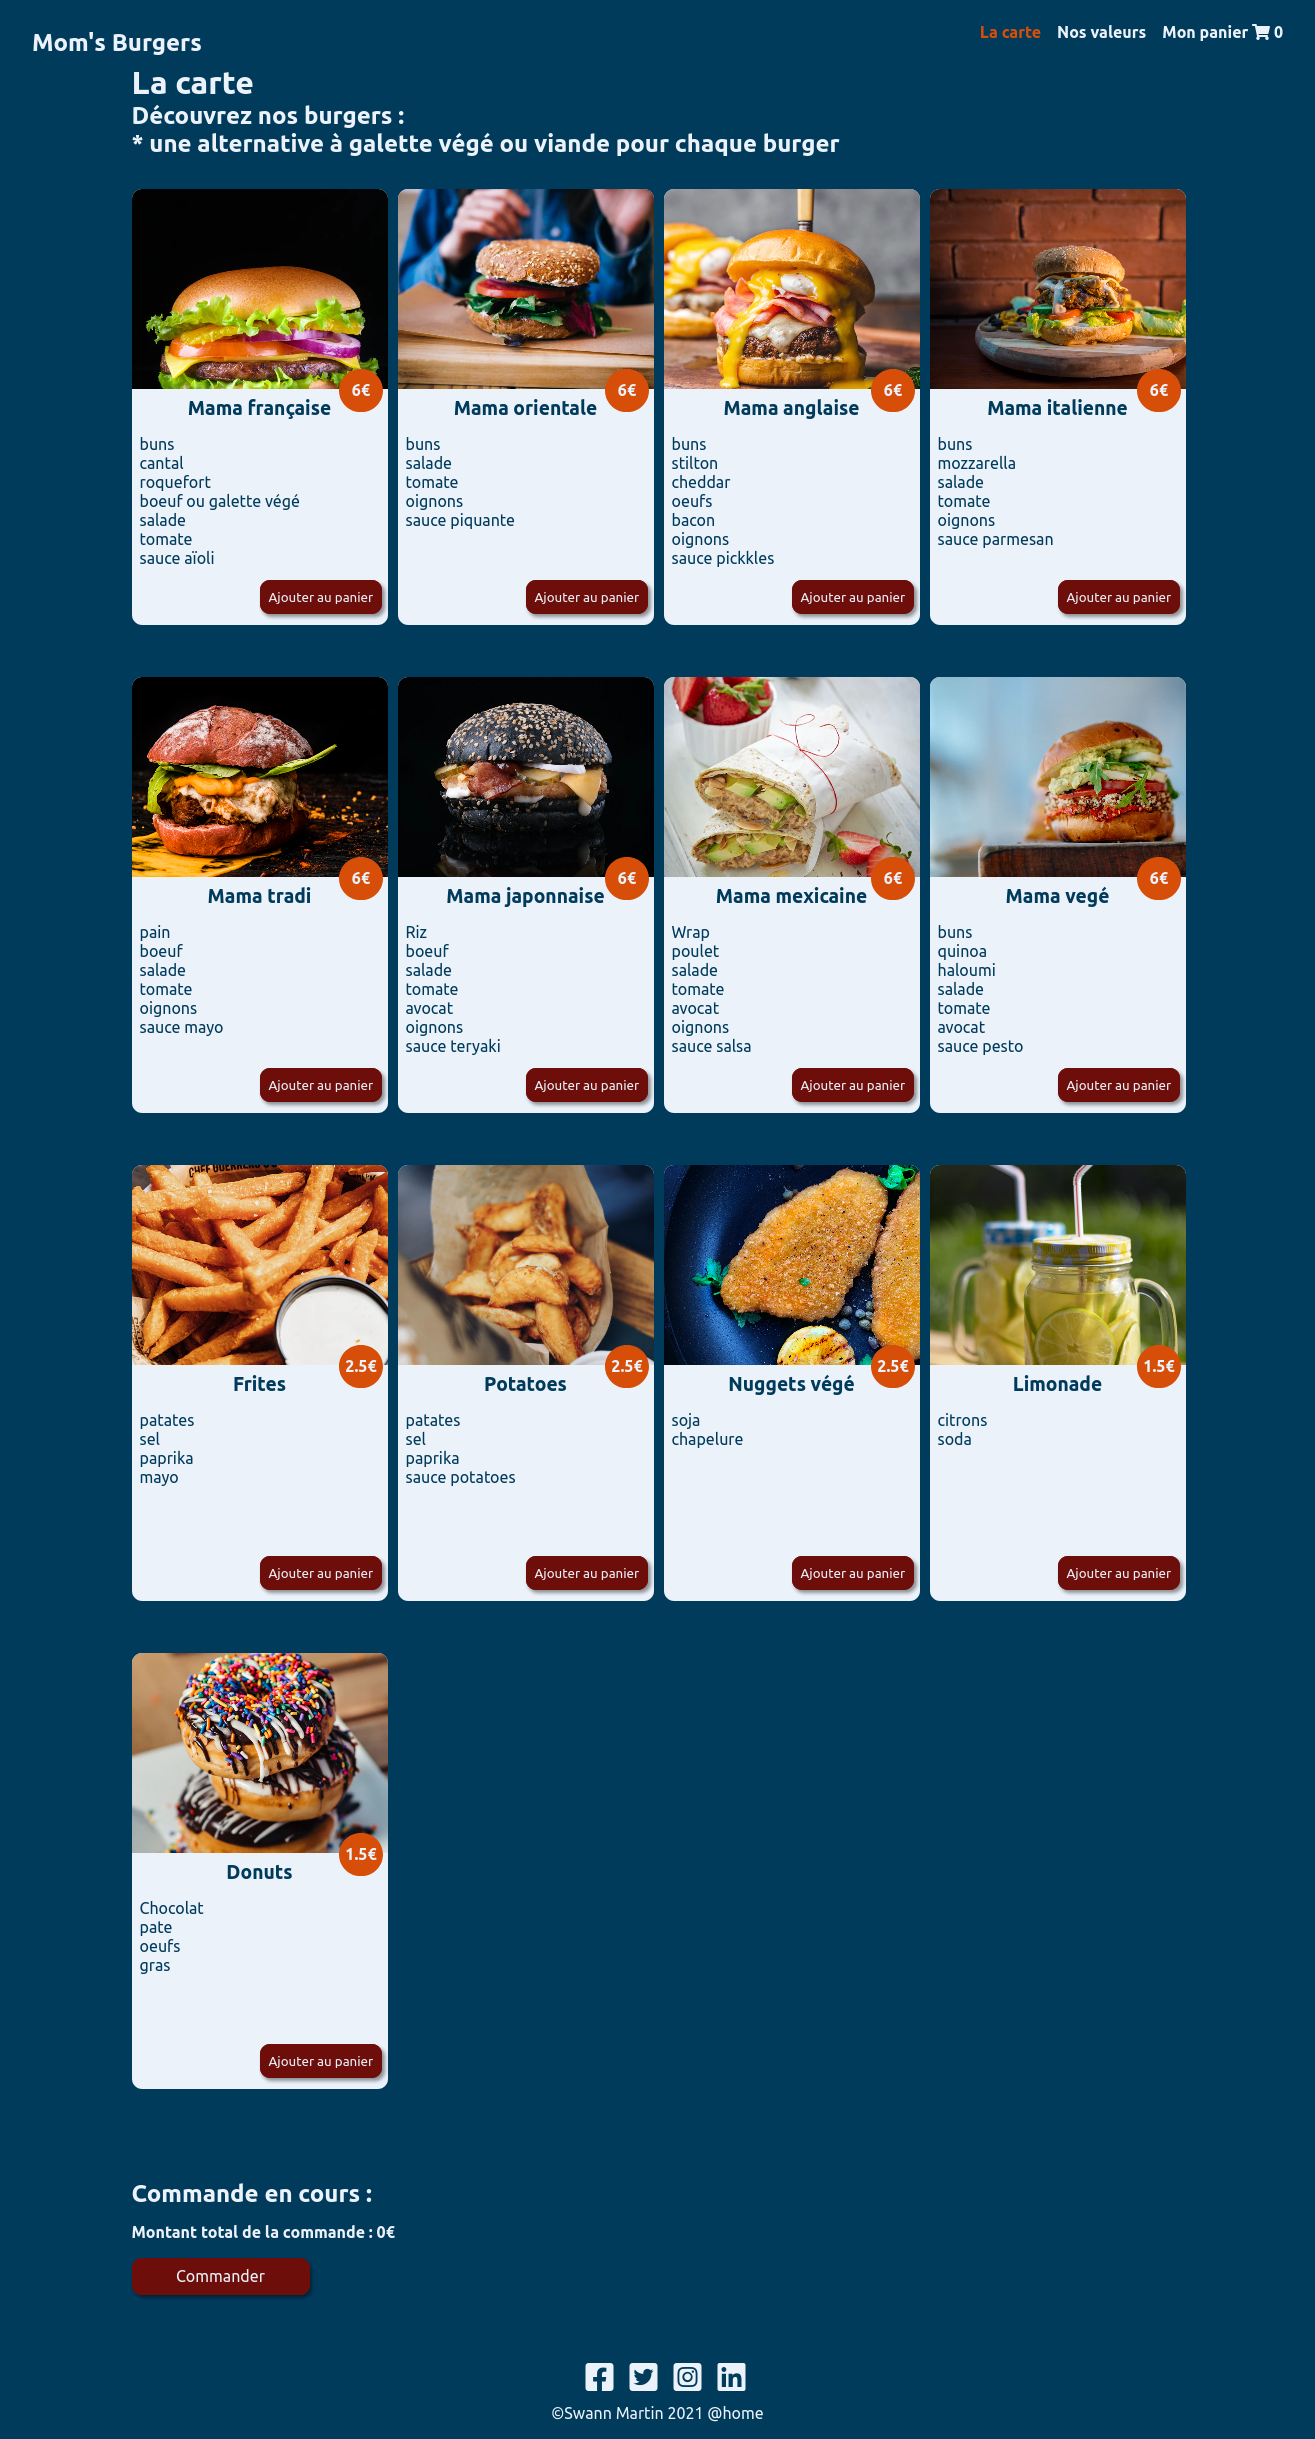 Mom's Burgers
La carte
Nos valeurs
Mon panier 0
La carte
Découvrez nos burgers :
* une alternative à galette végé ou viande pour chaque burger
6€
Mama française
buns
cantal
roquefort
boeuf ou galette végé
salade
tomate
sauce aïoli
Ajouter au panier
6€
Mama orientale
buns
salade
tomate
oignons
sauce piquante
Ajouter au panier
6€
Mama anglaise
buns
stilton
cheddar
oeufs
bacon
oignons
sauce pickkles
Ajouter au panier
6€
Mama italienne
buns
mozzarella
salade
tomate
oignons
sauce parmesan
Ajouter au panier
6€
Mama tradi
pain
boeuf
salade
tomate
oignons
sauce mayo
Ajouter au panier
6€
Mama japonnaise
Riz
boeuf
salade
tomate
avocat
oignons
sauce teryaki
Ajouter au panier
6€
Mama mexicaine
Wrap
poulet
salade
tomate
avocat
oignons
sauce salsa
Ajouter au panier
6€
Mama vegé
buns
quinoa
haloumi
salade
tomate
avocat
sauce pesto
Ajouter au panier
2.5€
Frites
patates
sel
paprika
mayo
Ajouter au panier
2.5€
Potatoes
patates
sel
paprika
sauce potatoes
Ajouter au panier
2.5€
Nuggets végé
soja
chapelure
Ajouter au panier
1.5€
Limonade
citrons
soda
Ajouter au panier
1.5€
Donuts
Chocolat
pate
oeufs
gras
Ajouter au panier
Commande en cours :
Montant total de la commande : 0€
Commander
©Swann Martin 2021 @home